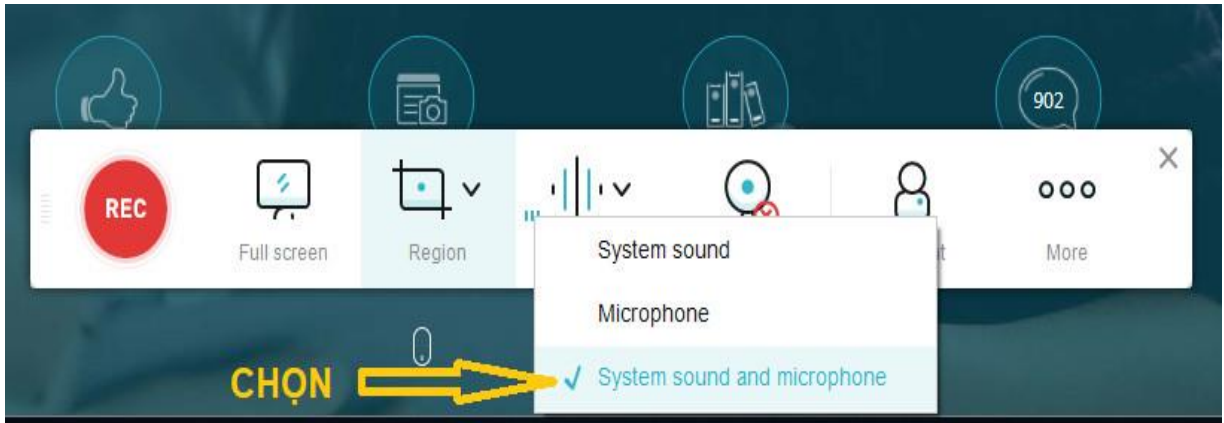 902
REC
Full screen
Region
More
System sound
Microphone
CHỌN
System sound and microphone